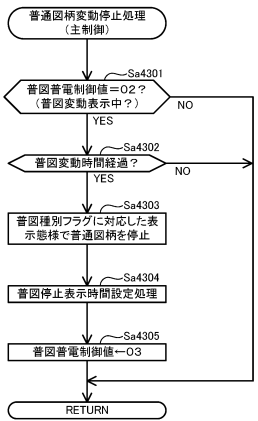 普通図柄変動停止処理
（主制御）
Sa4301
普図普電制御値＝02？
（普図変動表示中？）
NO
YES
Sa4302
普図変動時間経過？
NO
YES
Sa4303
普図種別フラグに対応した表
示態様で普通図柄を停止
Sa4304
普図停止表示時間設定処理
Sa4305
普図普電制御値←03
RETURN